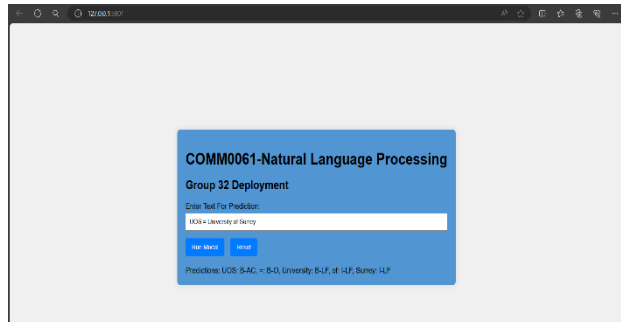 127.0.0.1
COMM0061-Natural Language Processing
Group 32 Deployment
Enter Text For Prediction:
UOS = University of Surrey
Run Model Reset
Predictions: UOS: B-AC, =: B-O, University: B-LF, of: I-LF, Surrey: I-LF